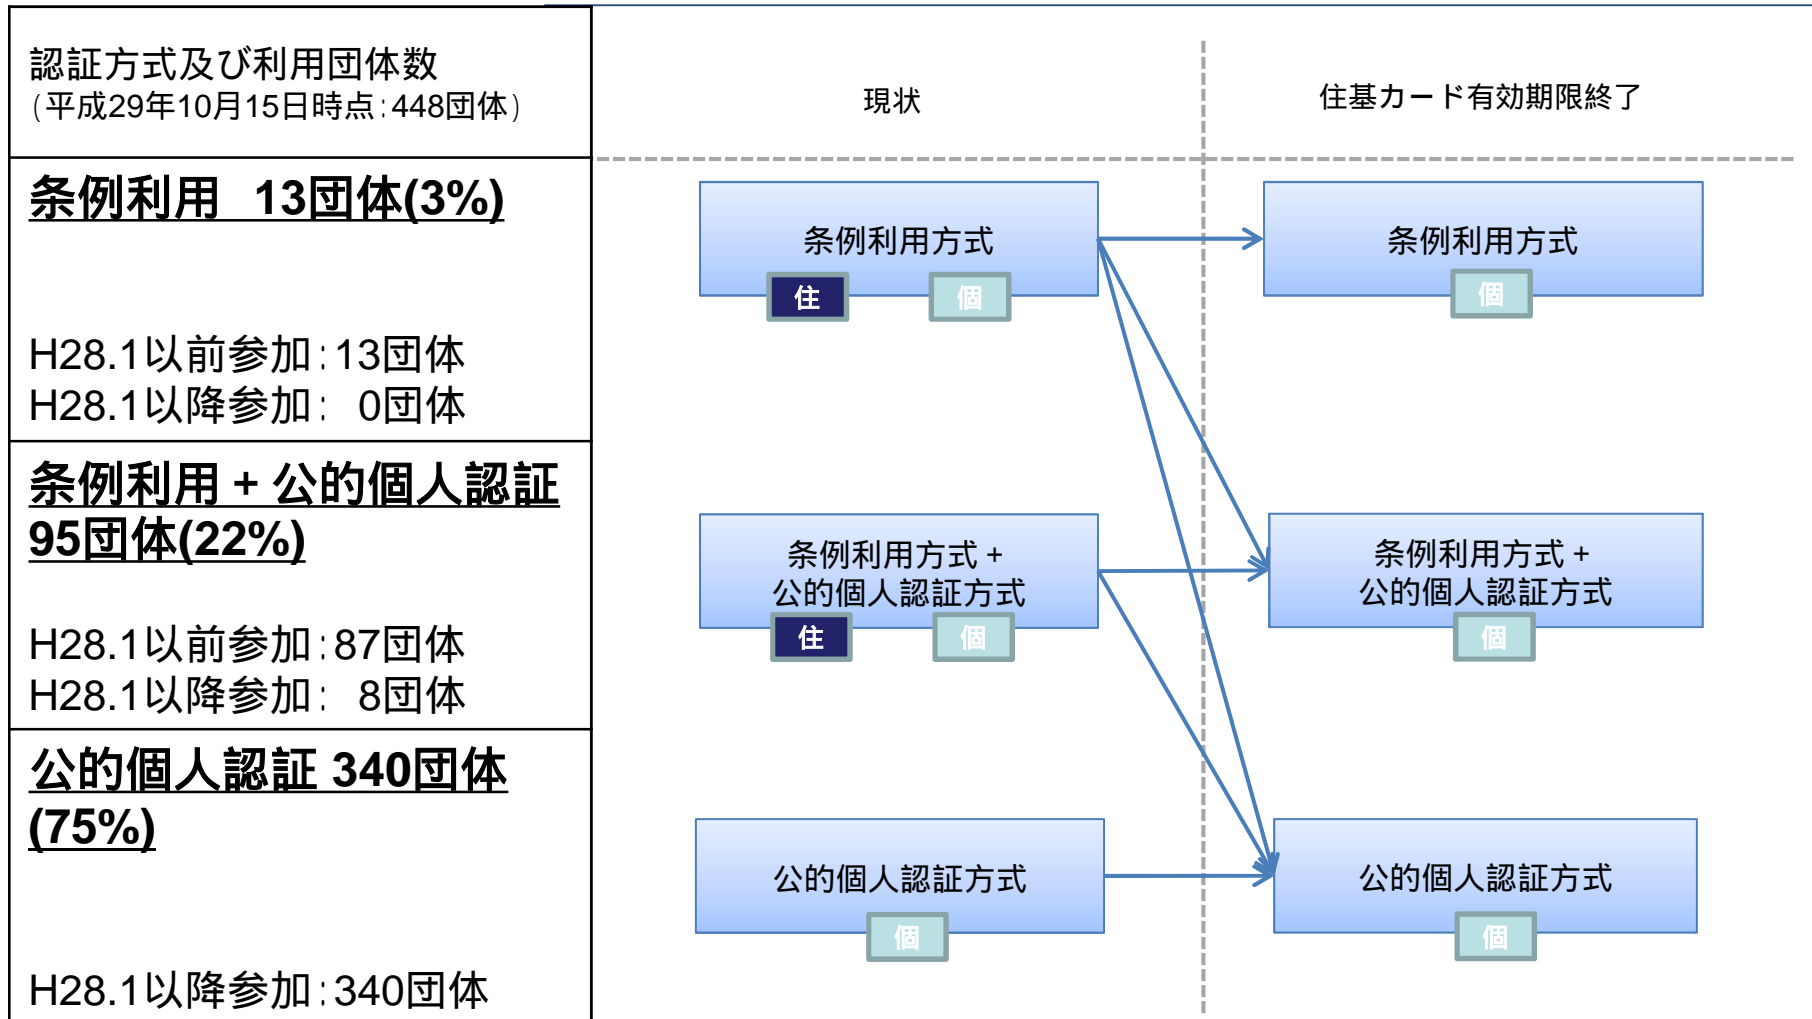 認証方式及び利用団体数
(平成29年10月15日時点:448団体)
現状
住基カード有効期限終了
条例利用 13団体(3%)
H28.1以前参加:13団体
H28.1以降参加: 0団体
条例利用方式
住
個
条例利用方式
個
条例利用+公的個人認証
95団体(22%)
H28.1以前参加:87団体
H28.1以降参加: 8団体
条例利用方式+
公的個人認証方式
住
個
条例利用方式+
公的個人認証方式
個
公的個人認証 340団体
(75%)
H28.1以降参加:340団体
公的個人認証方式
個
公的個人認証方式
個